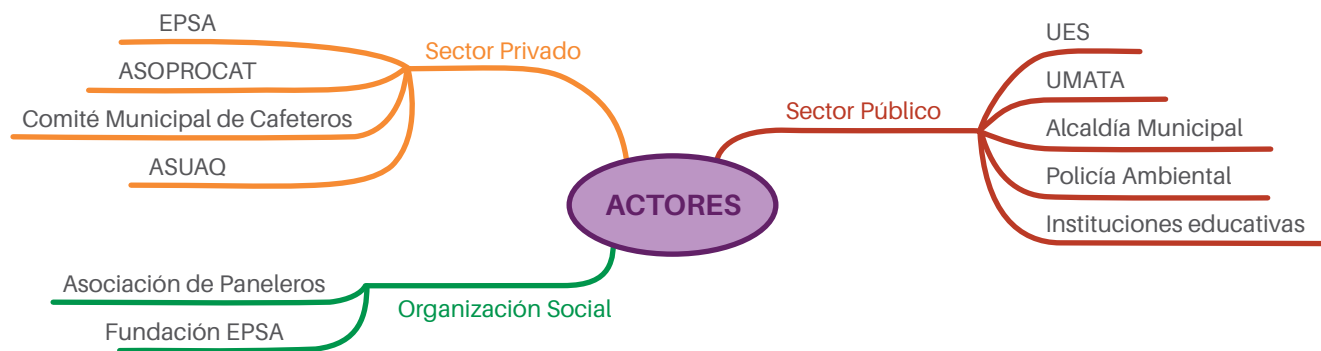 EPSA
Sector Privado
ASOPROCAT
Comité Municipal de Cafeteros
ASUAQ
UES
Sector Público
UMATA
Alcaldía Municipal
Policía Ambiental
Instituciones educativas
ACTORES
Asociación de Paneleros
Organización Social
Fundación EPSA